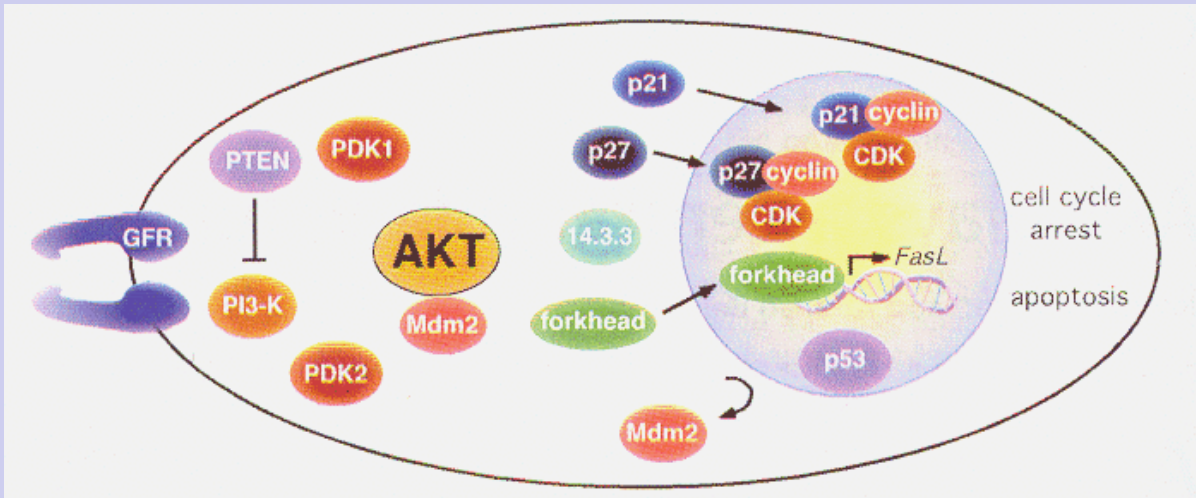 PTEN
PDK1
GFR
PI3-K
PDK2
AKT
Mdm2
p21
p27
14.3.3
forkhead
Mdm2
p21
cyclin
CDK
p27
cyclin
CDK
forkhead
FasL
p53
cell cycle
arrest
apoptosis